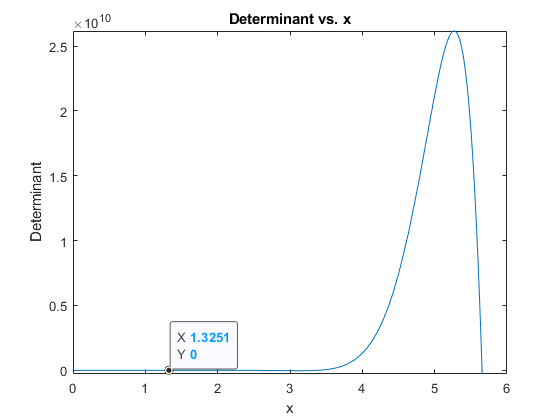 Determinant vs. x
×10^10
2.5
2
1.5
1
0.5
0
Determinant
X 1.3251
Y 0
0 1 2 3 4 5 6
x